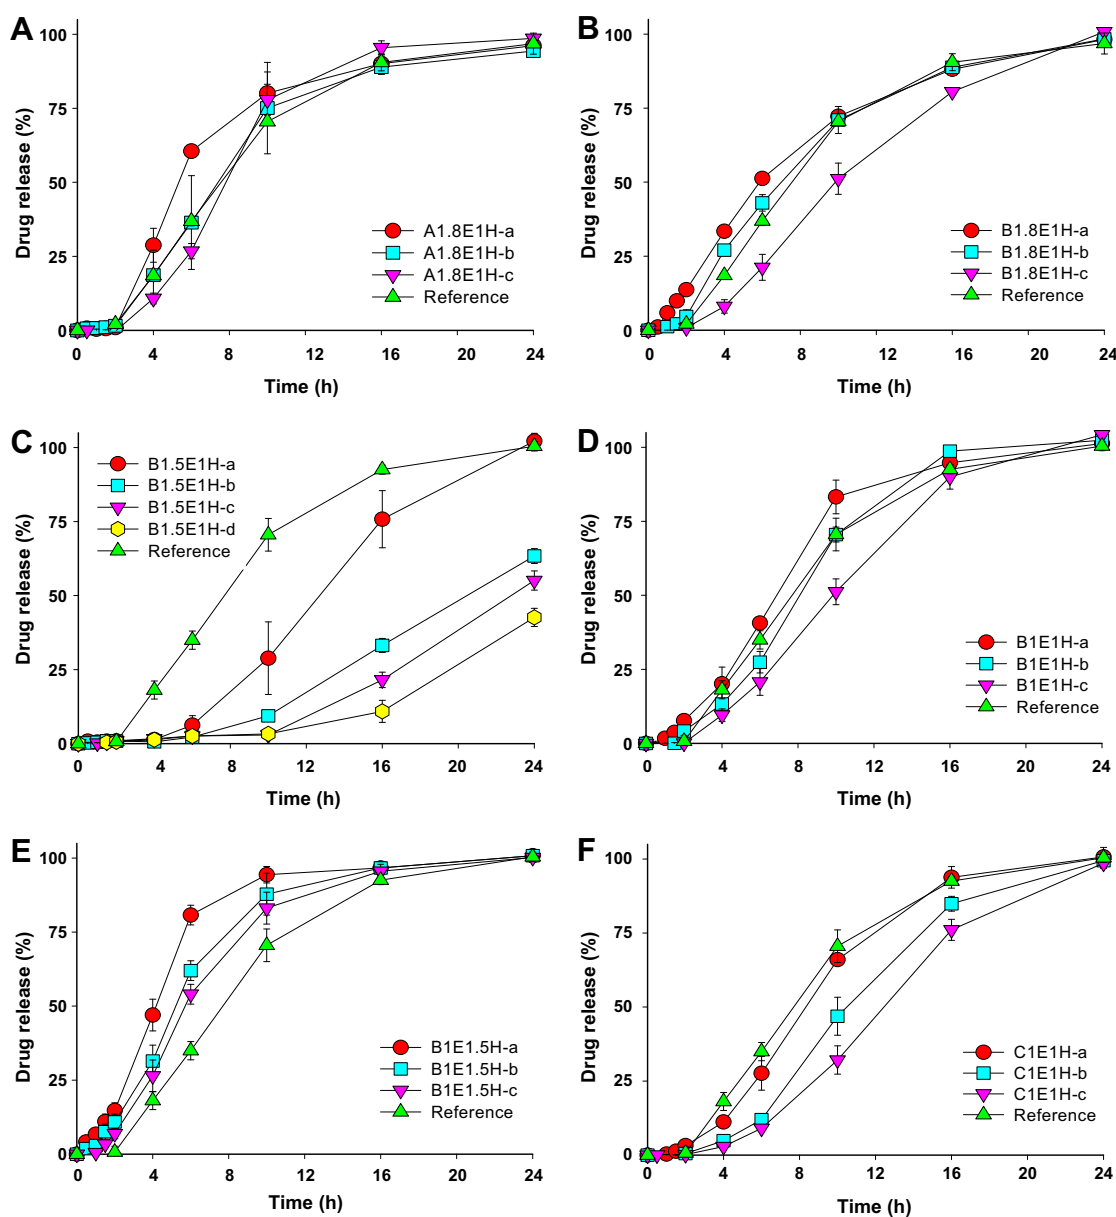 A
Drug release (%)
100
75
50
25
0
A1.8E1H-a
A1.8E1H-b
A1.8E1H-c
Reference
0 4 8 12 16 20 24
Time (h)
B
Drug release (%)
100
75
50
25
0
B1.8E1H-a
B1.8E1H-b
B1.8E1H-c
Reference
0 4 8 12 16 20 24
Time (h)
C
Drug release (%)
100
75
50
25
0
B1.5E1H-a
B1.5E1H-b
B1.5E1H-c
B1.5E1H-d
Reference
0 4 8 12 16 20 24
Time (h)
D
Drug release (%)
100
75
50
25
0
B1E1H-a
B1E1H-b
B1E1H-c
Reference
0 4 8 12 16 20 24
Time (h)
E
Drug release (%)
100
75
50
25
0
B1E1.5H-a
B1E1.5H-b
B1E1.5H-c
Reference
0 4 8 12 16 20 24
Time (h)
F
Drug release (%)
100
75
50
25
0
C1E1H-a
C1E1H-b
C1E1H-c
Reference
0 4 8 12 16 20 24
Time (h)